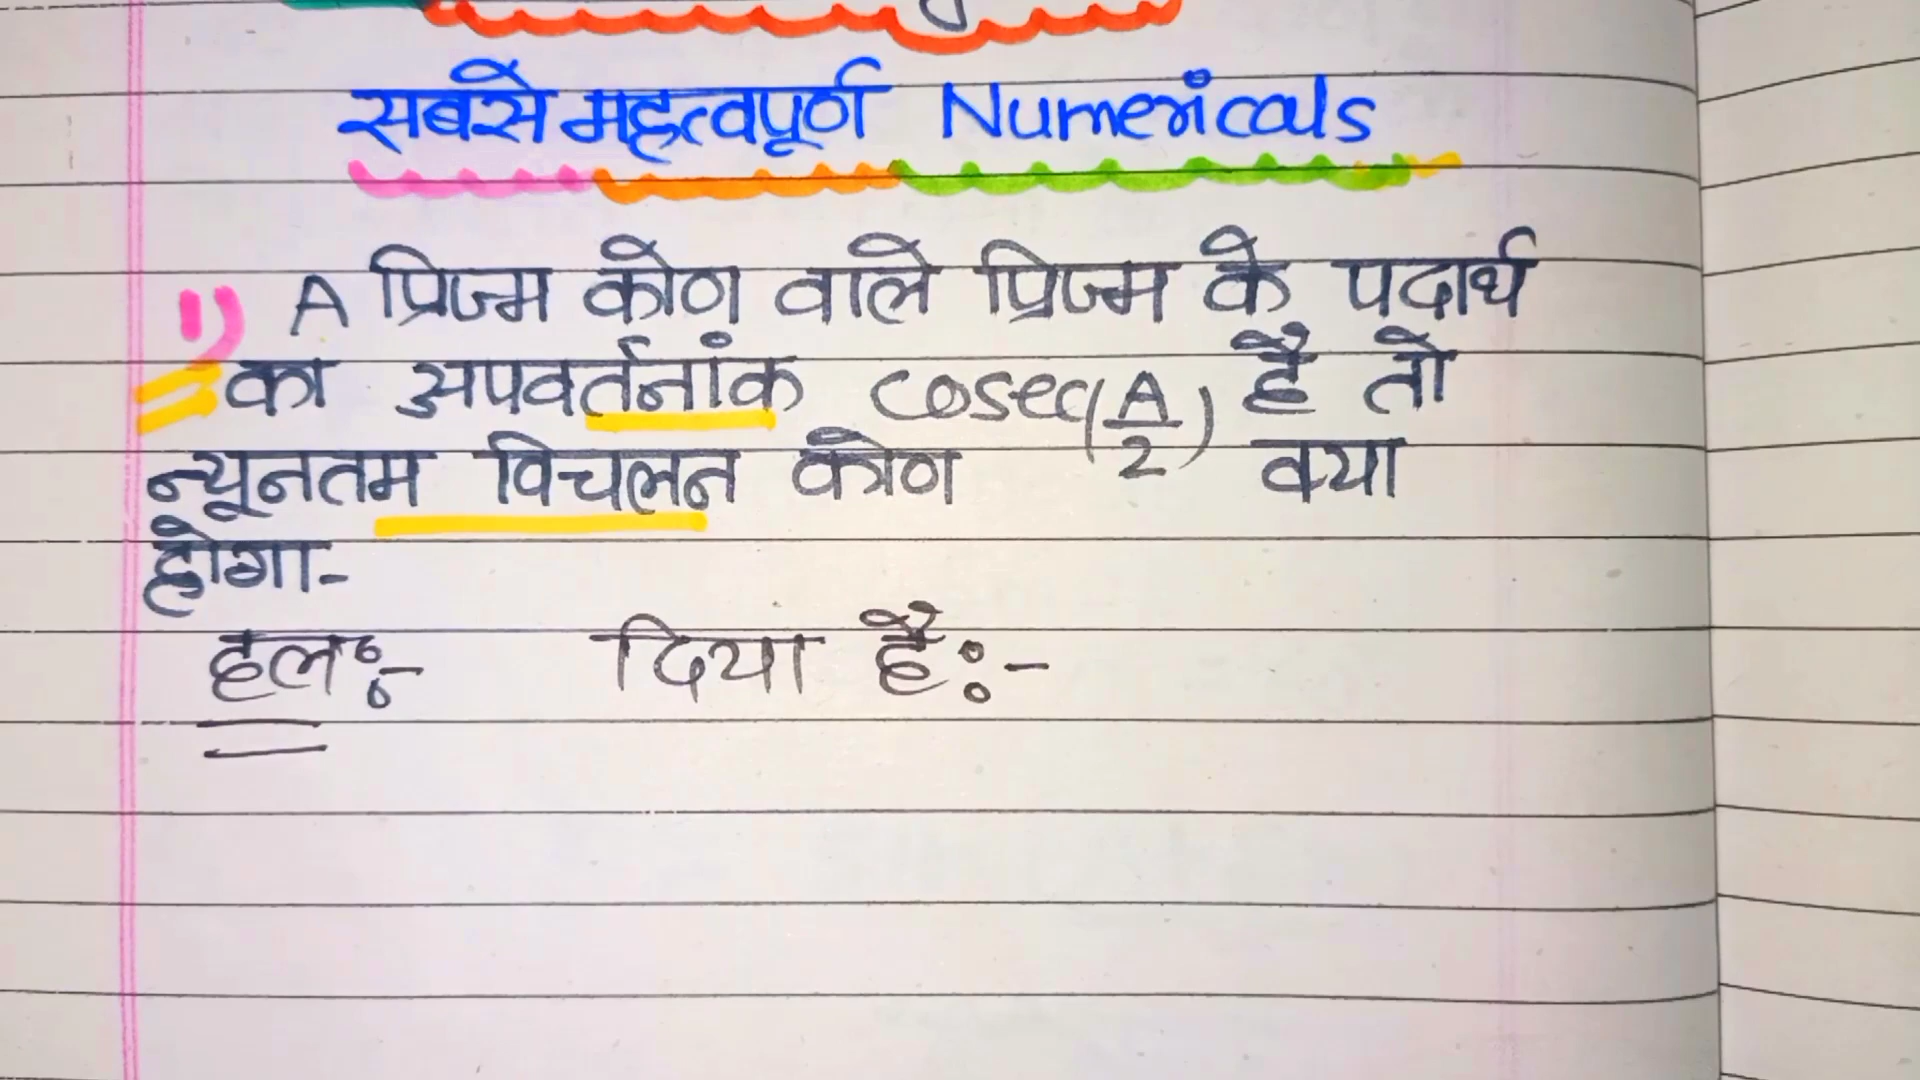 सबसे महत्वपूर्ण Numericals
1) A प्रिज्म कोण वाले प्रिज्म के पदार्थ
का अपवर्तनांक cosec(A/2) है तो
न्यूनतम विचलन कोण क्या
होगा-
हलः- दिया हैः-